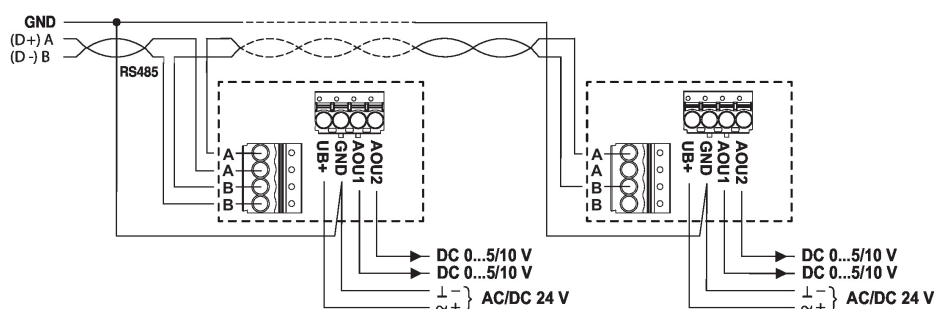 GND
(D+) A
(D -) B
RS485
A
A
B
B
UB+
GND
AOU1
AOU2
DC 0...5/10 V
DC 0...5/10 V
⊥ –
~ +
} AC/DC 24 V
A
A
B
B
UB+
GND
AOU1
AOU2
DC 0...5/10 V
DC 0...5/10 V
⊥ –
~ +
} AC/DC 24 V